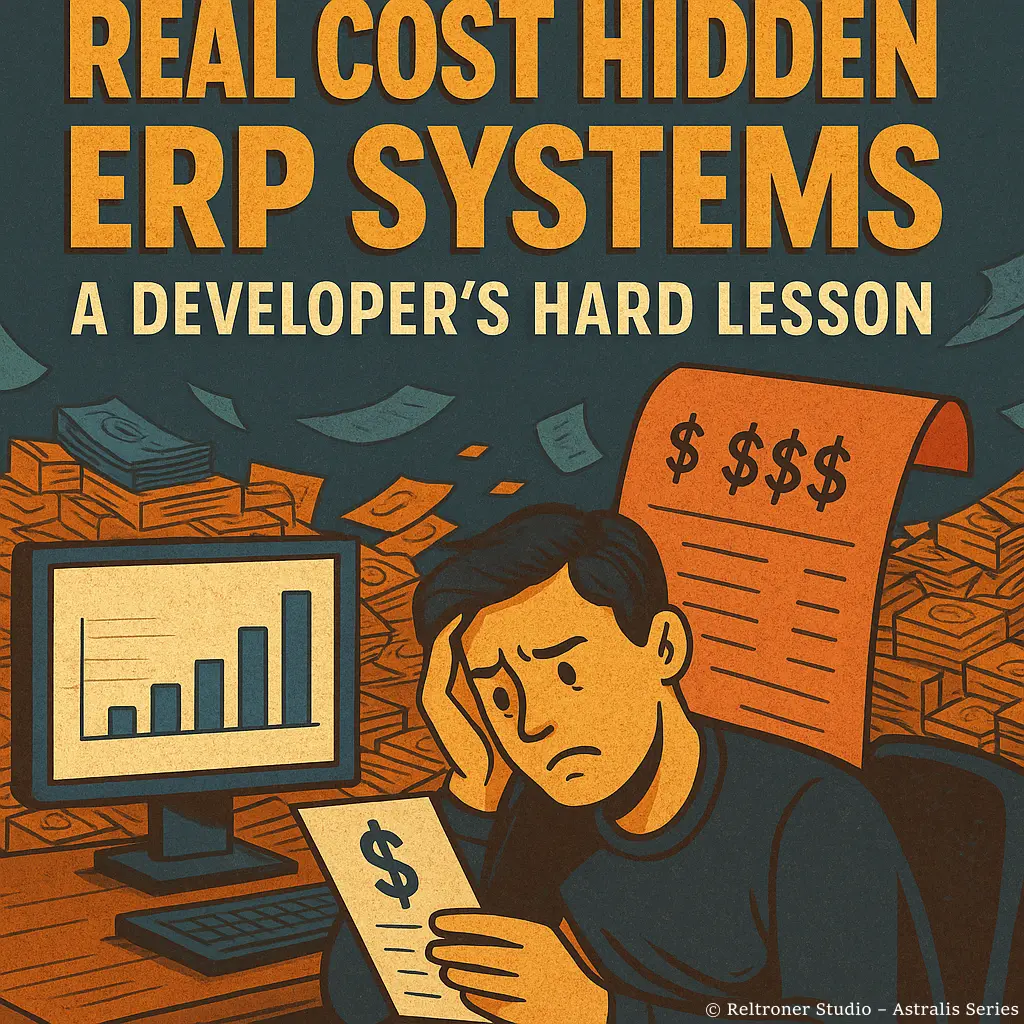 REAL COST HIDDEN
ERP SYSTEMS
A DEVELOPER'S HARD LESSON
$ $$$$
$
© Reltroner Studio – Astralis Series